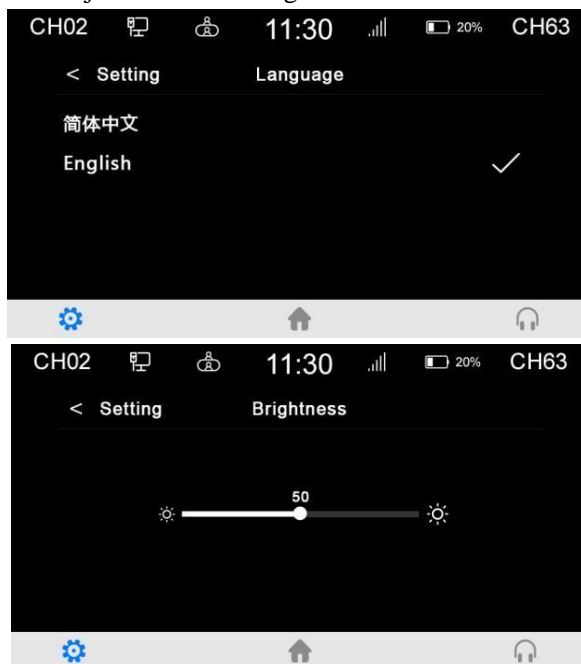 CH02 11:30 20% CH63
< Setting Language
简体中文
English
CH02 11:30 20% CH63
< Setting Brightness
50